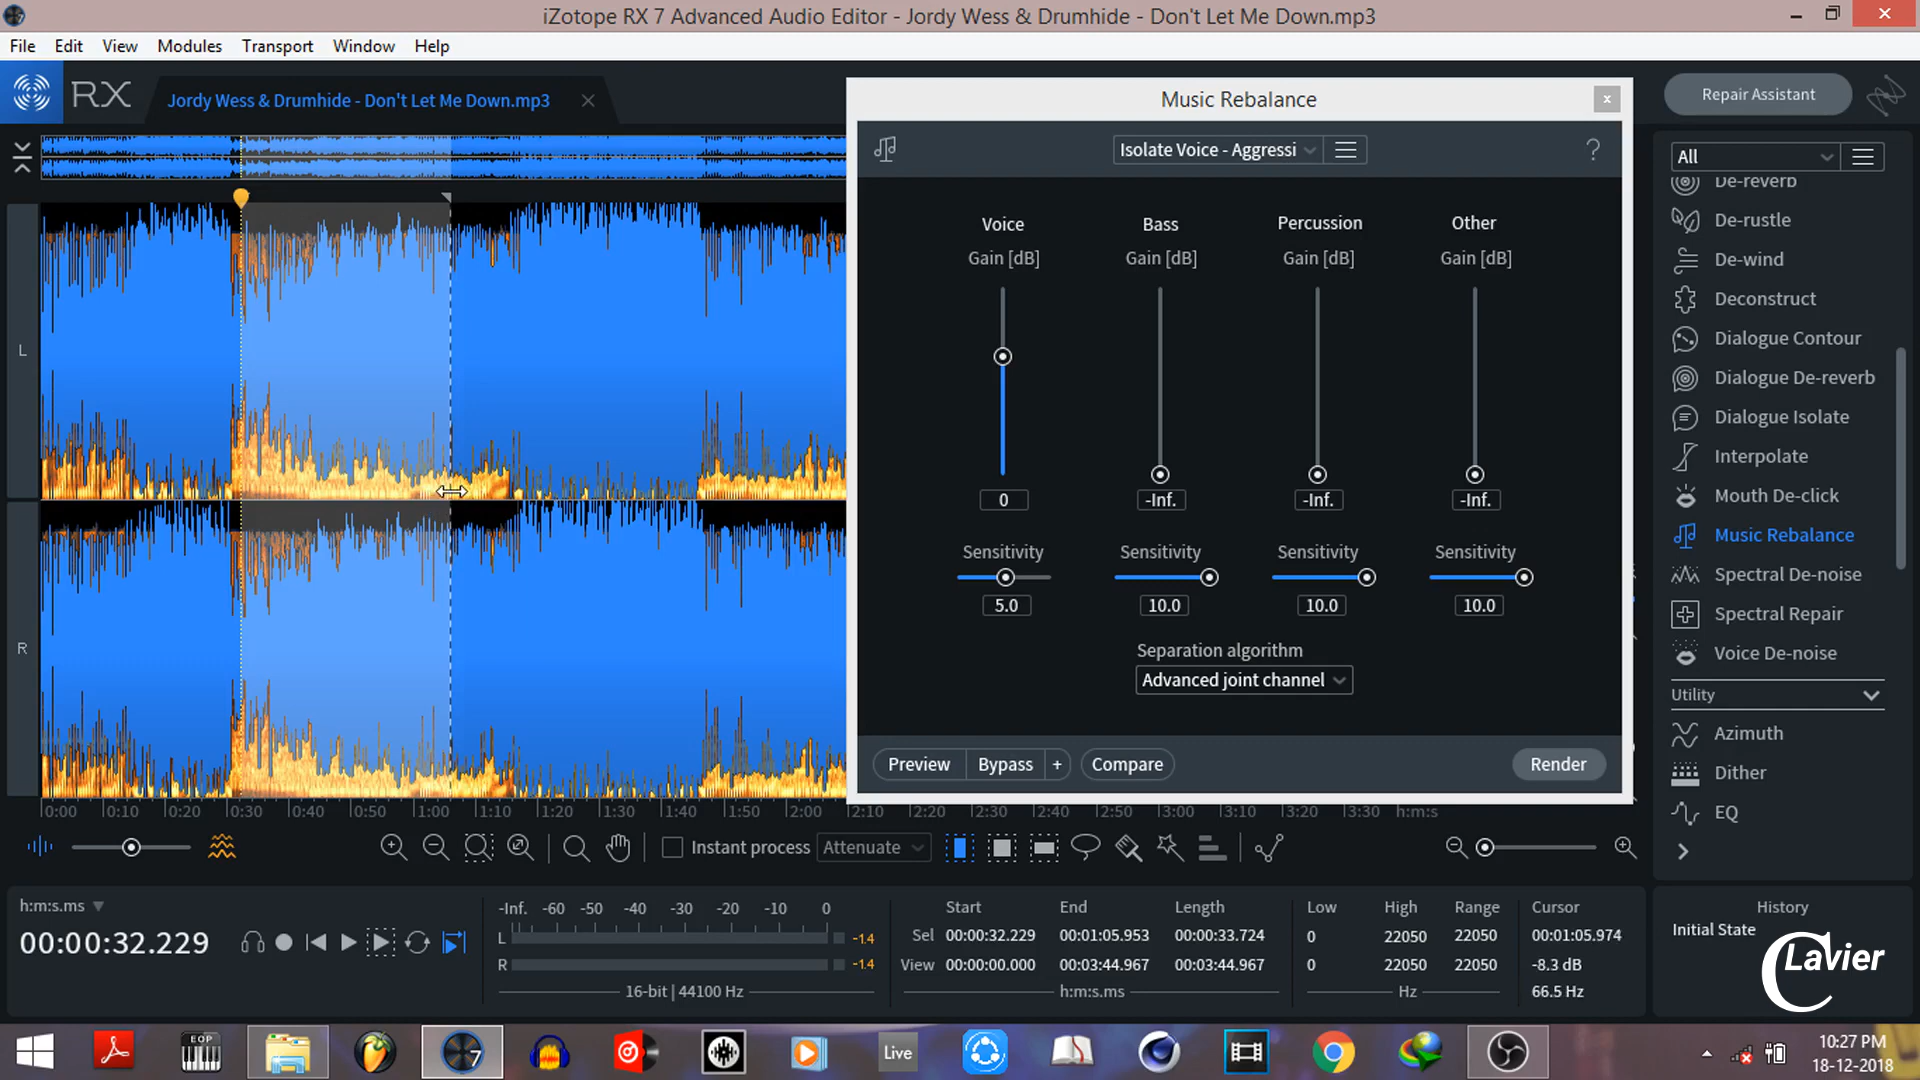 iZotope RX 7 Advanced Audio Editor - Jordy Wess & Drumhide - Don't Let Me Down.mp3
File Edit View Modules Transport Window Help
RX
Jordy Wess & Drumhide - Don't Let Me Down.mp3
Music Rebalance
x
Repair Assistant
Isolate Voice - Aggressi
?
All
De-reverb
De-rustle
De-wind
Deconstruct
Dialogue Contour
Dialogue De-reverb
Dialogue Isolate
Interpolate
Mouth De-click
Music Rebalance
Spectral De-noise
Spectral Repair
Voice De-noise
Utility
Azimuth
Dither
EQ
Voice Bass Percussion Other
Gain [dB] Gain [dB] Gain [dB] Gain [dB]
0 -Inf. -Inf. -Inf.
Sensitivity Sensitivity Sensitivity Sensitivity
5.0 10.0 10.0 10.0
Separation algorithm
Advanced joint channel
Preview Bypass + Compare Render
L
R
0:00 0:10 0:20 0:30 0:40 0:50 1:00 1:10 1:20 1:30 1:40 1:50 2:00 2:10 2:20 2:30 2:40 2:50 3:00 3:10 3:20 3:30 h:m:s
Instant process Attenuate
h:m:s.ms
00:00:32.229
-Inf. -60 -50 -40 -30 -20 -10 0
L -1.4
R -1.4
16-bit | 44100 Hz
Start End Length
Sel 00:00:32.229 00:01:05.953 00:00:33.724
View 00:00:00.000 00:03:44.967 00:03:44.967
h:m:s.ms
Low High Range
0 22050 22050
0 22050 22050
Hz
Cursor
00:01:05.974
-8.3 dB
66.5 Hz
History
Initial State
CLavier
EOP
7
Live
10:27 PM
18-12-2018